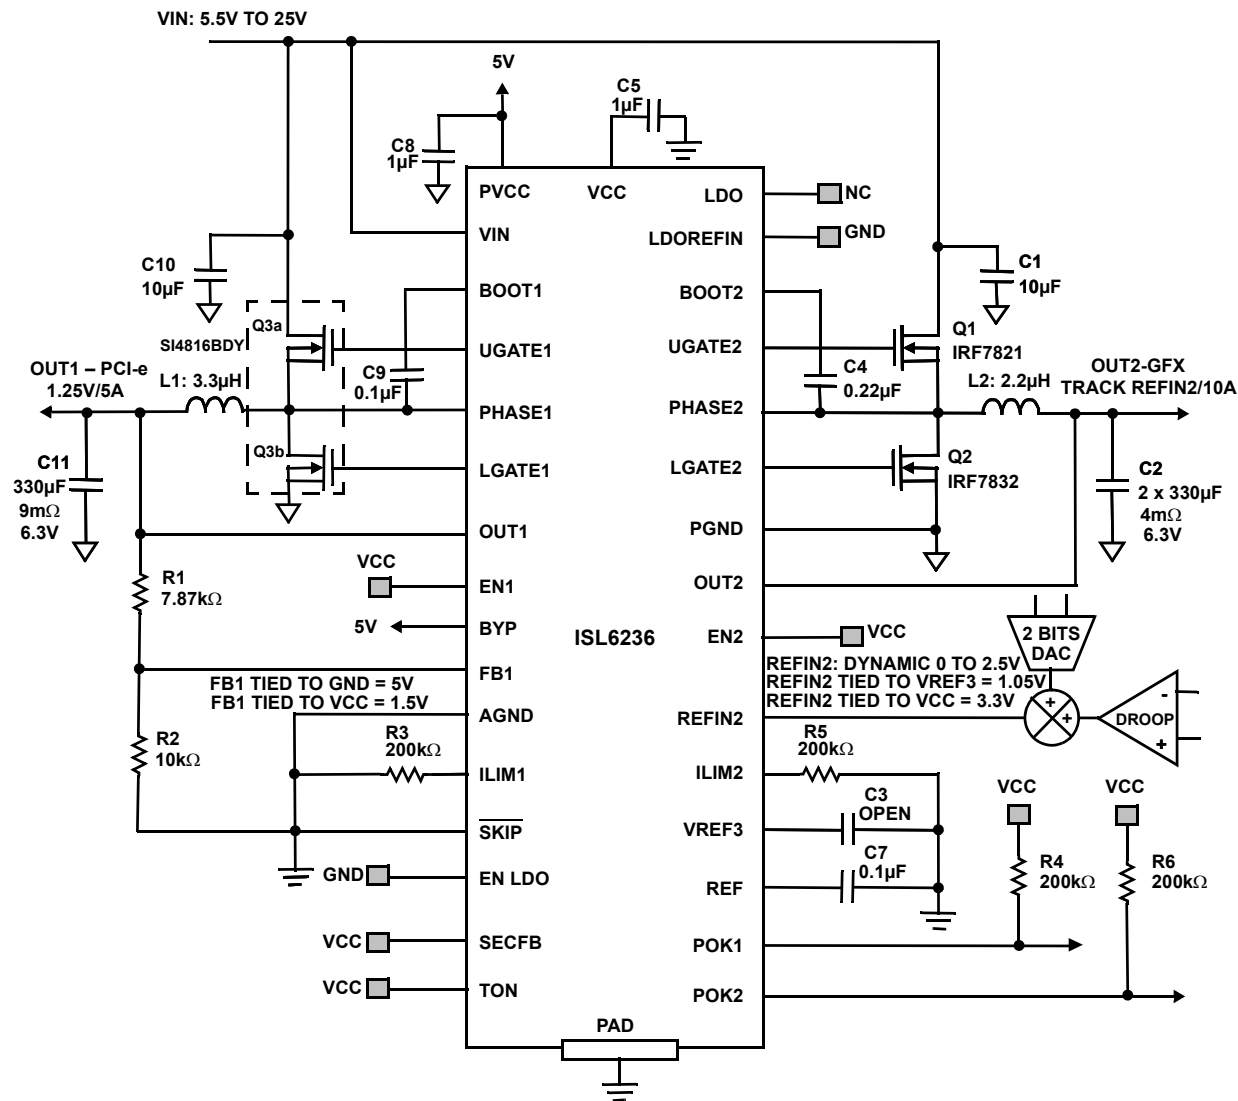 VIN: 5.5V TO 25V
5V
C5
1µF
C8
1µF
PVCC
VCC
LDO
NC
VIN
LDOREFIN
GND
C10
10µF
C1
10µF
BOOT1
BOOT2
Q3a
SI4816BDY
UGATE1
UGATE2
Q1
IRF7821
OUT1 – PCI-e
1.25V/5A
L1: 3.3µH
C9
0.1µF
C4
0.22µF
L2: 2.2µH
OUT2-GFX
TRACK REFIN2/10A
PHASE1
PHASE2
C11
330µF
9mΩ
6.3V
Q3b
LGATE1
LGATE2
Q2
IRF7832
C2
2 x 330µF
4mΩ
6.3V
OUT1
PGND
VCC
EN1
OUT2
R1
7.87kΩ
5V
BYP
ISL6236
EN2
VCC
2 BITS
DAC
FB1
FB1 TIED TO GND = 5V
FB1 TIED TO VCC = 1.5V
REFIN2: DYNAMIC 0 TO 2.5V
REFIN2 TIED TO VREF3 = 1.05V
REFIN2 TIED TO VCC = 3.3V
AGND
REFIN2
+
+
DROOP
-
+
R2
10kΩ
R3
200kΩ
ILIM1
R5
200kΩ
ILIM2
C3
OPEN
VCC
VCC
SKIP
VREF3
C7
0.1µF
R4
200kΩ
R6
200kΩ
GND
EN LDO
REF
VCC
SECFB
POK1
VCC
TON
POK2
PAD